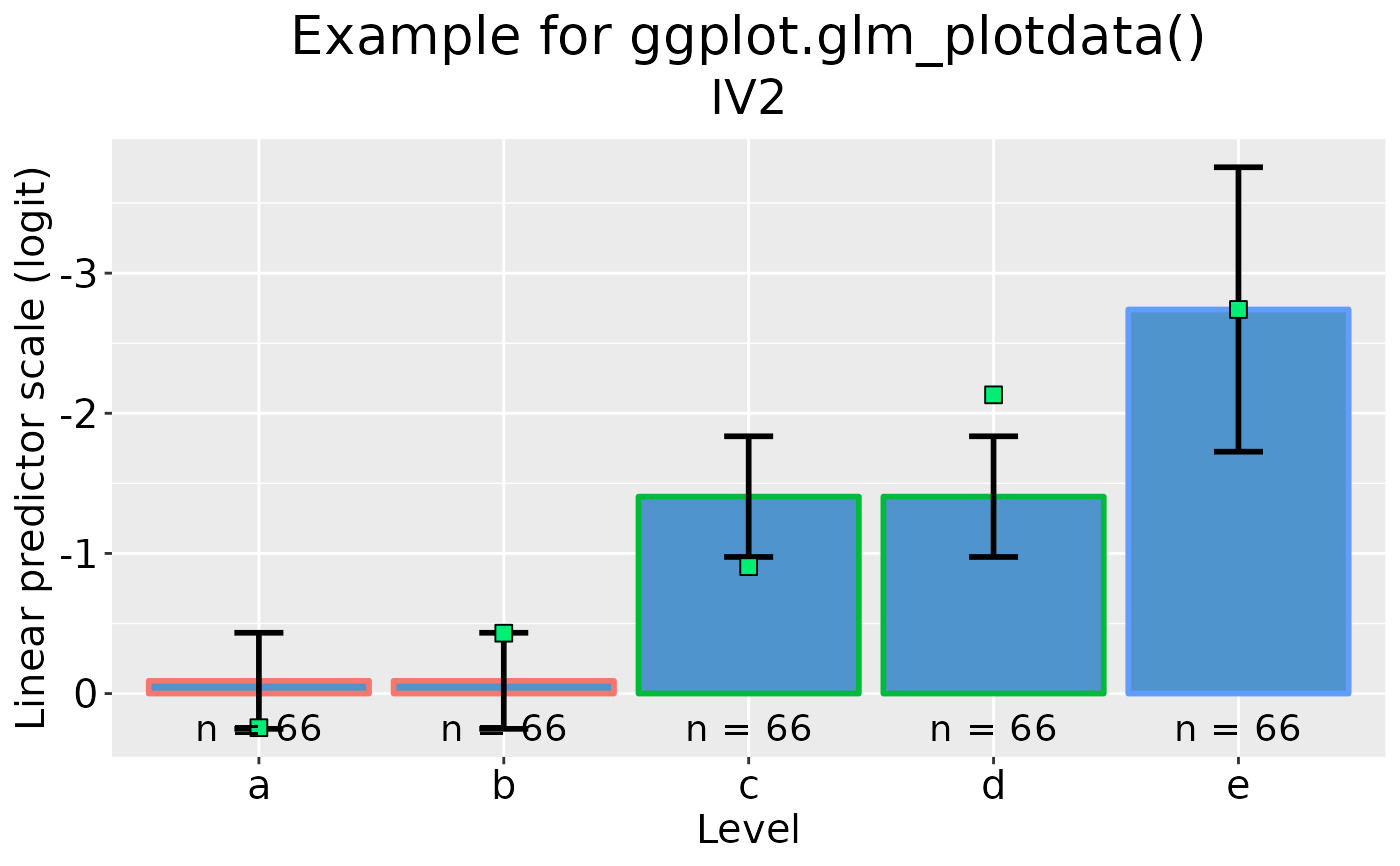 Example for ggplot.glm_plotdata()
IV2
Linear predictor scale (logit)
-3
-2
-1
0
n = 66 n = 66 n = 66 n = 66 n = 66
a b c d e
Level